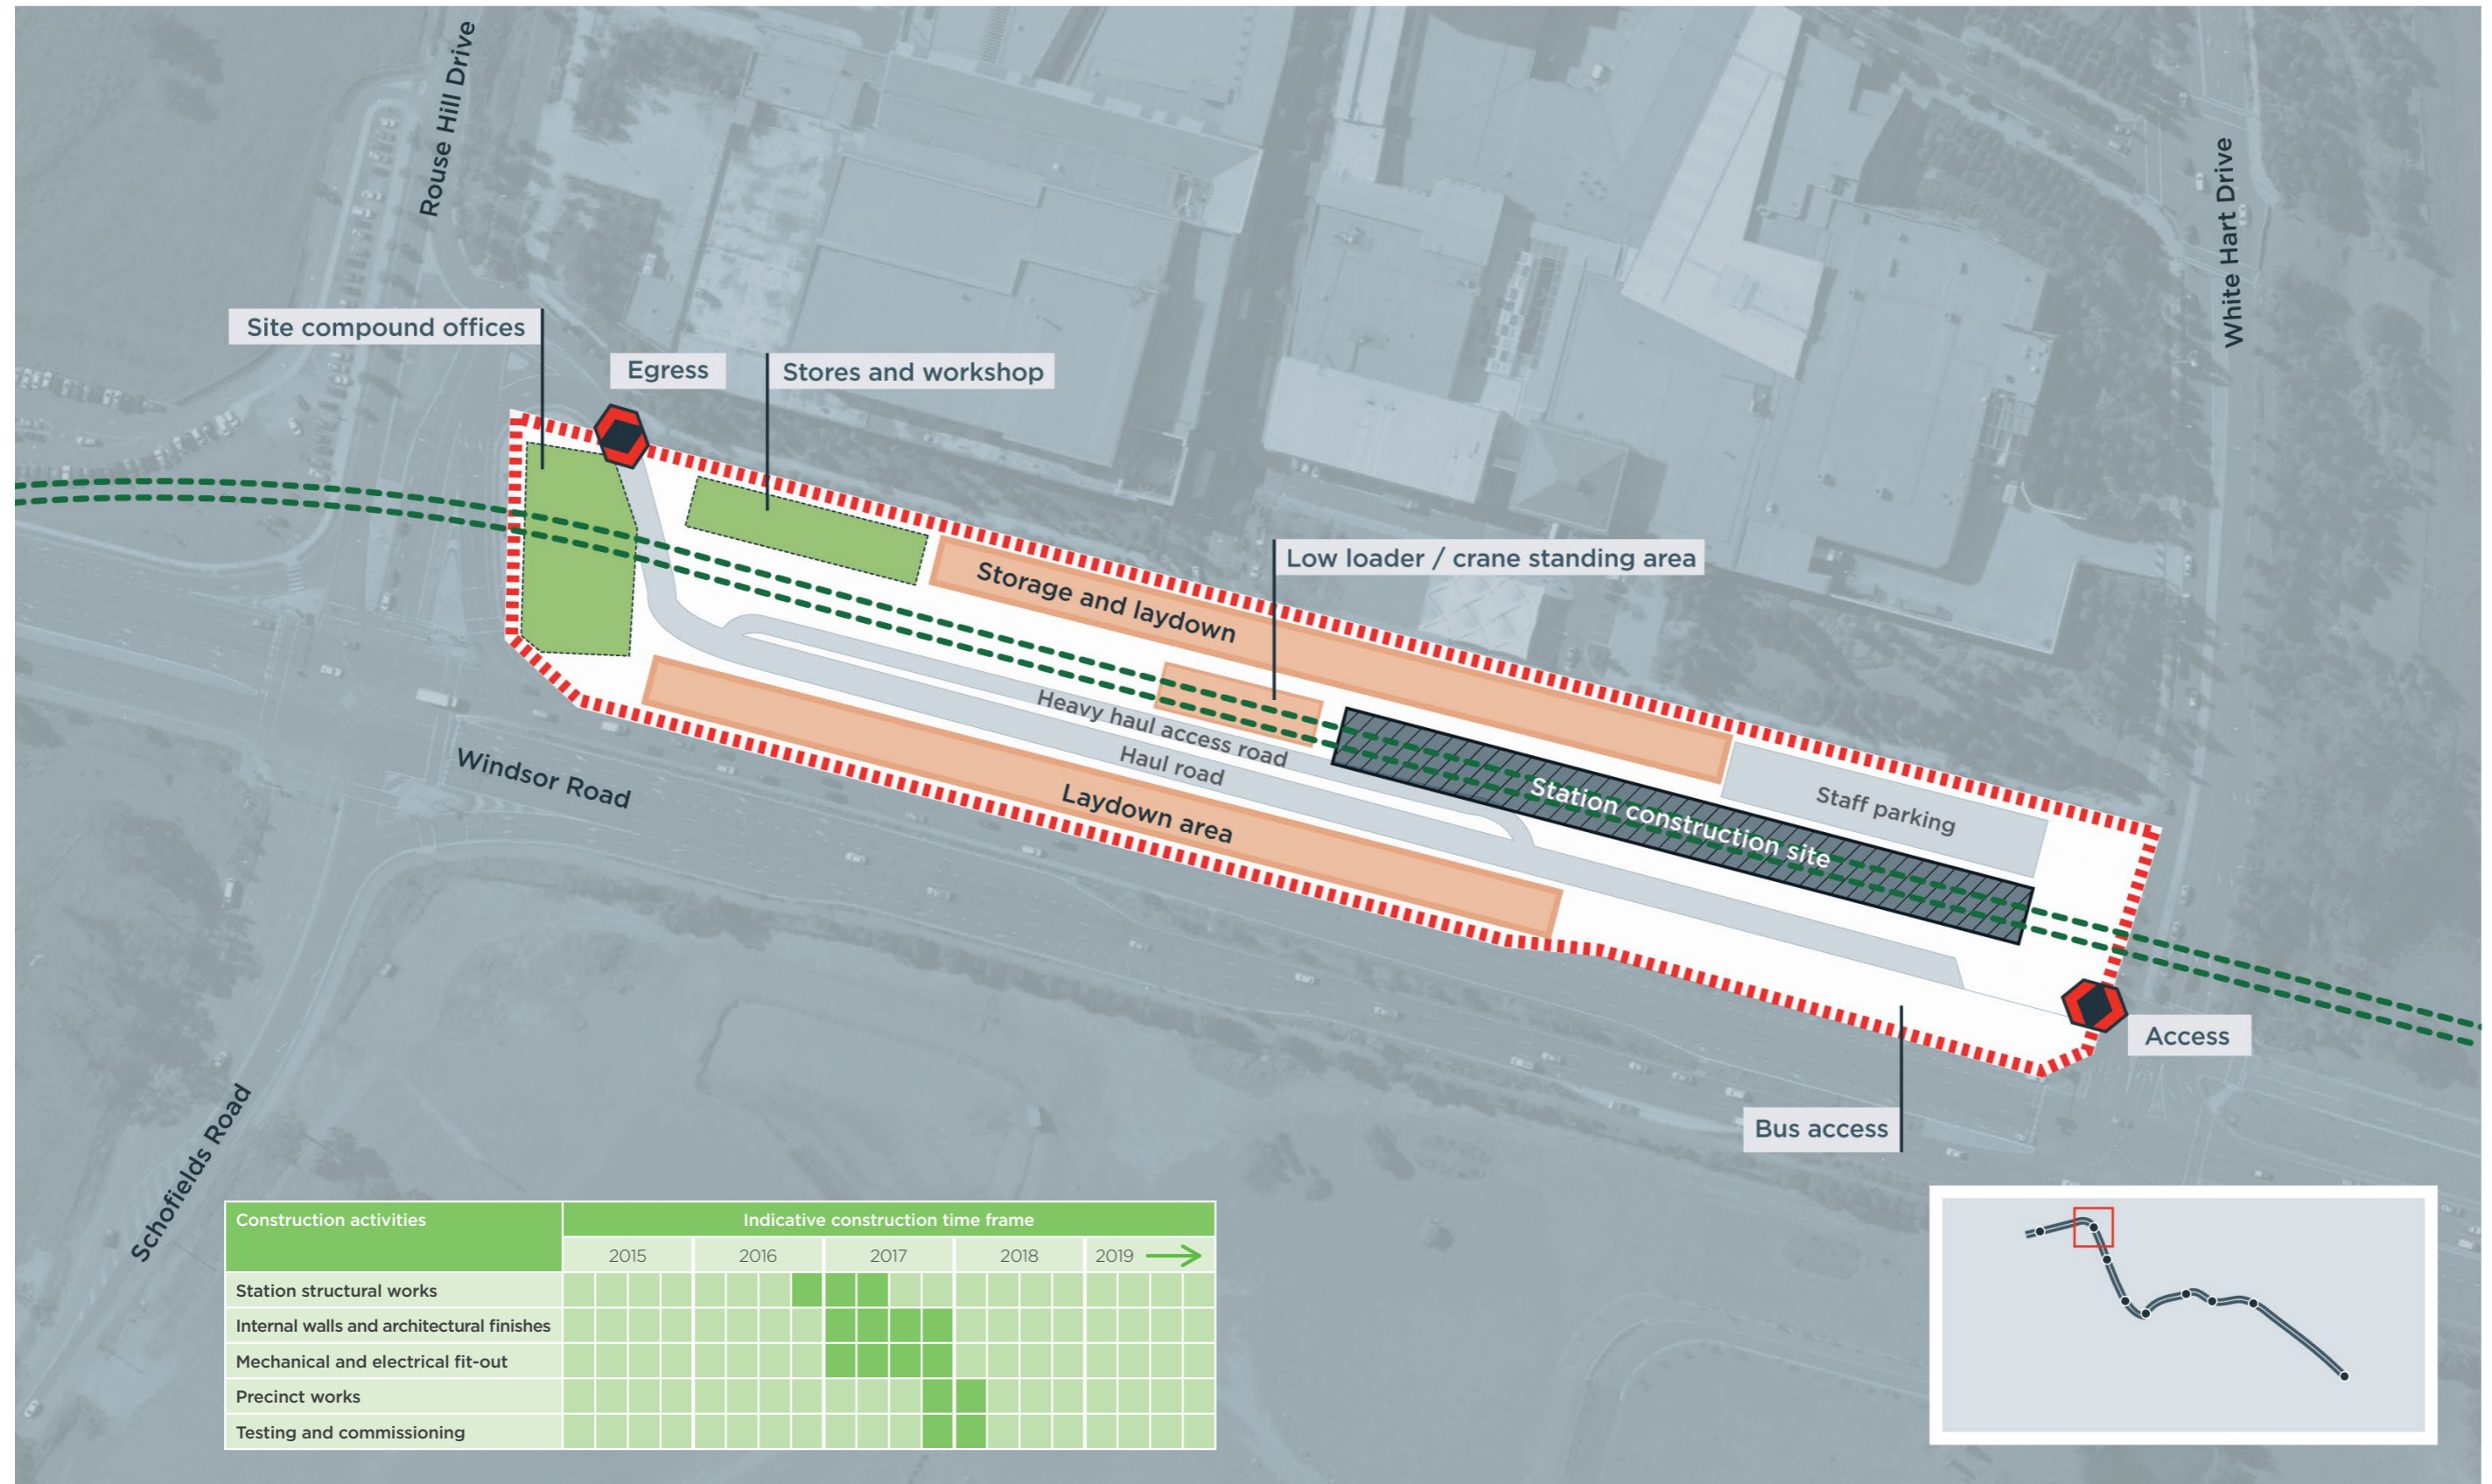 Rouse Hill Drive
White Hart Drive
Site compound offices
Egress
Stores and workshop
Low loader / crane standing area
Storage and laydown
Heavy haul access road
Haul road
Laydown area
Station construction site
Staff parking
Windsor Road
Access
Bus access
Schofields Road
Construction activities
Indicative construction time frame
2015 2016 2017 2018 2019
Station structural works
Internal walls and architectural finishes
Mechanical and electrical fit-out
Precinct works
Testing and commissioning